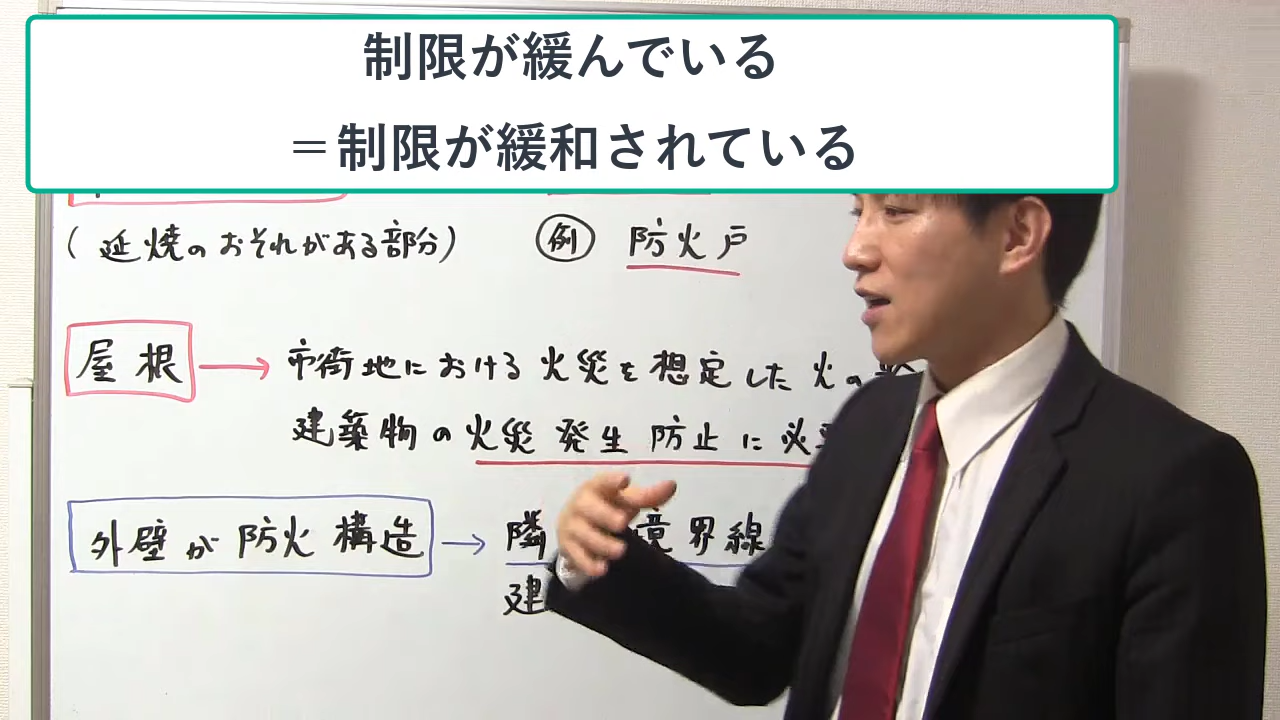 制限が緩んでいる
＝制限が緩和されている
(延焼のおそれがある部分)
例 防火戸
屋根 → 市街地における火災を想定した火の
建築物の火災発生防止に必
外壁が防火構造 → 隣 境界線
建